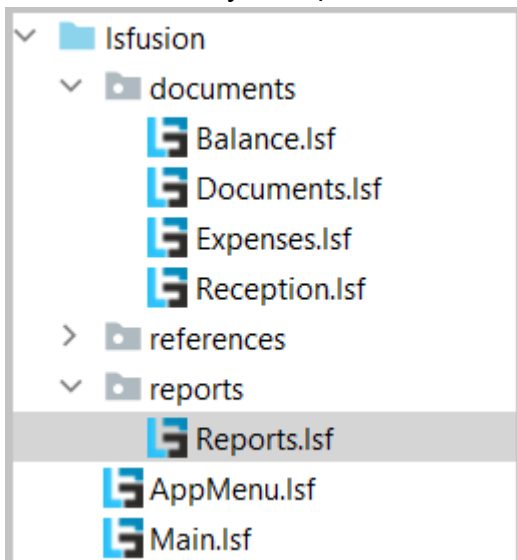 lsfusion
documents
Balance.lsf
Documents.lsf
Expenses.lsf
Reception.lsf
references
reports
Reports.lsf
AppMenu.lsf
Main.lsf